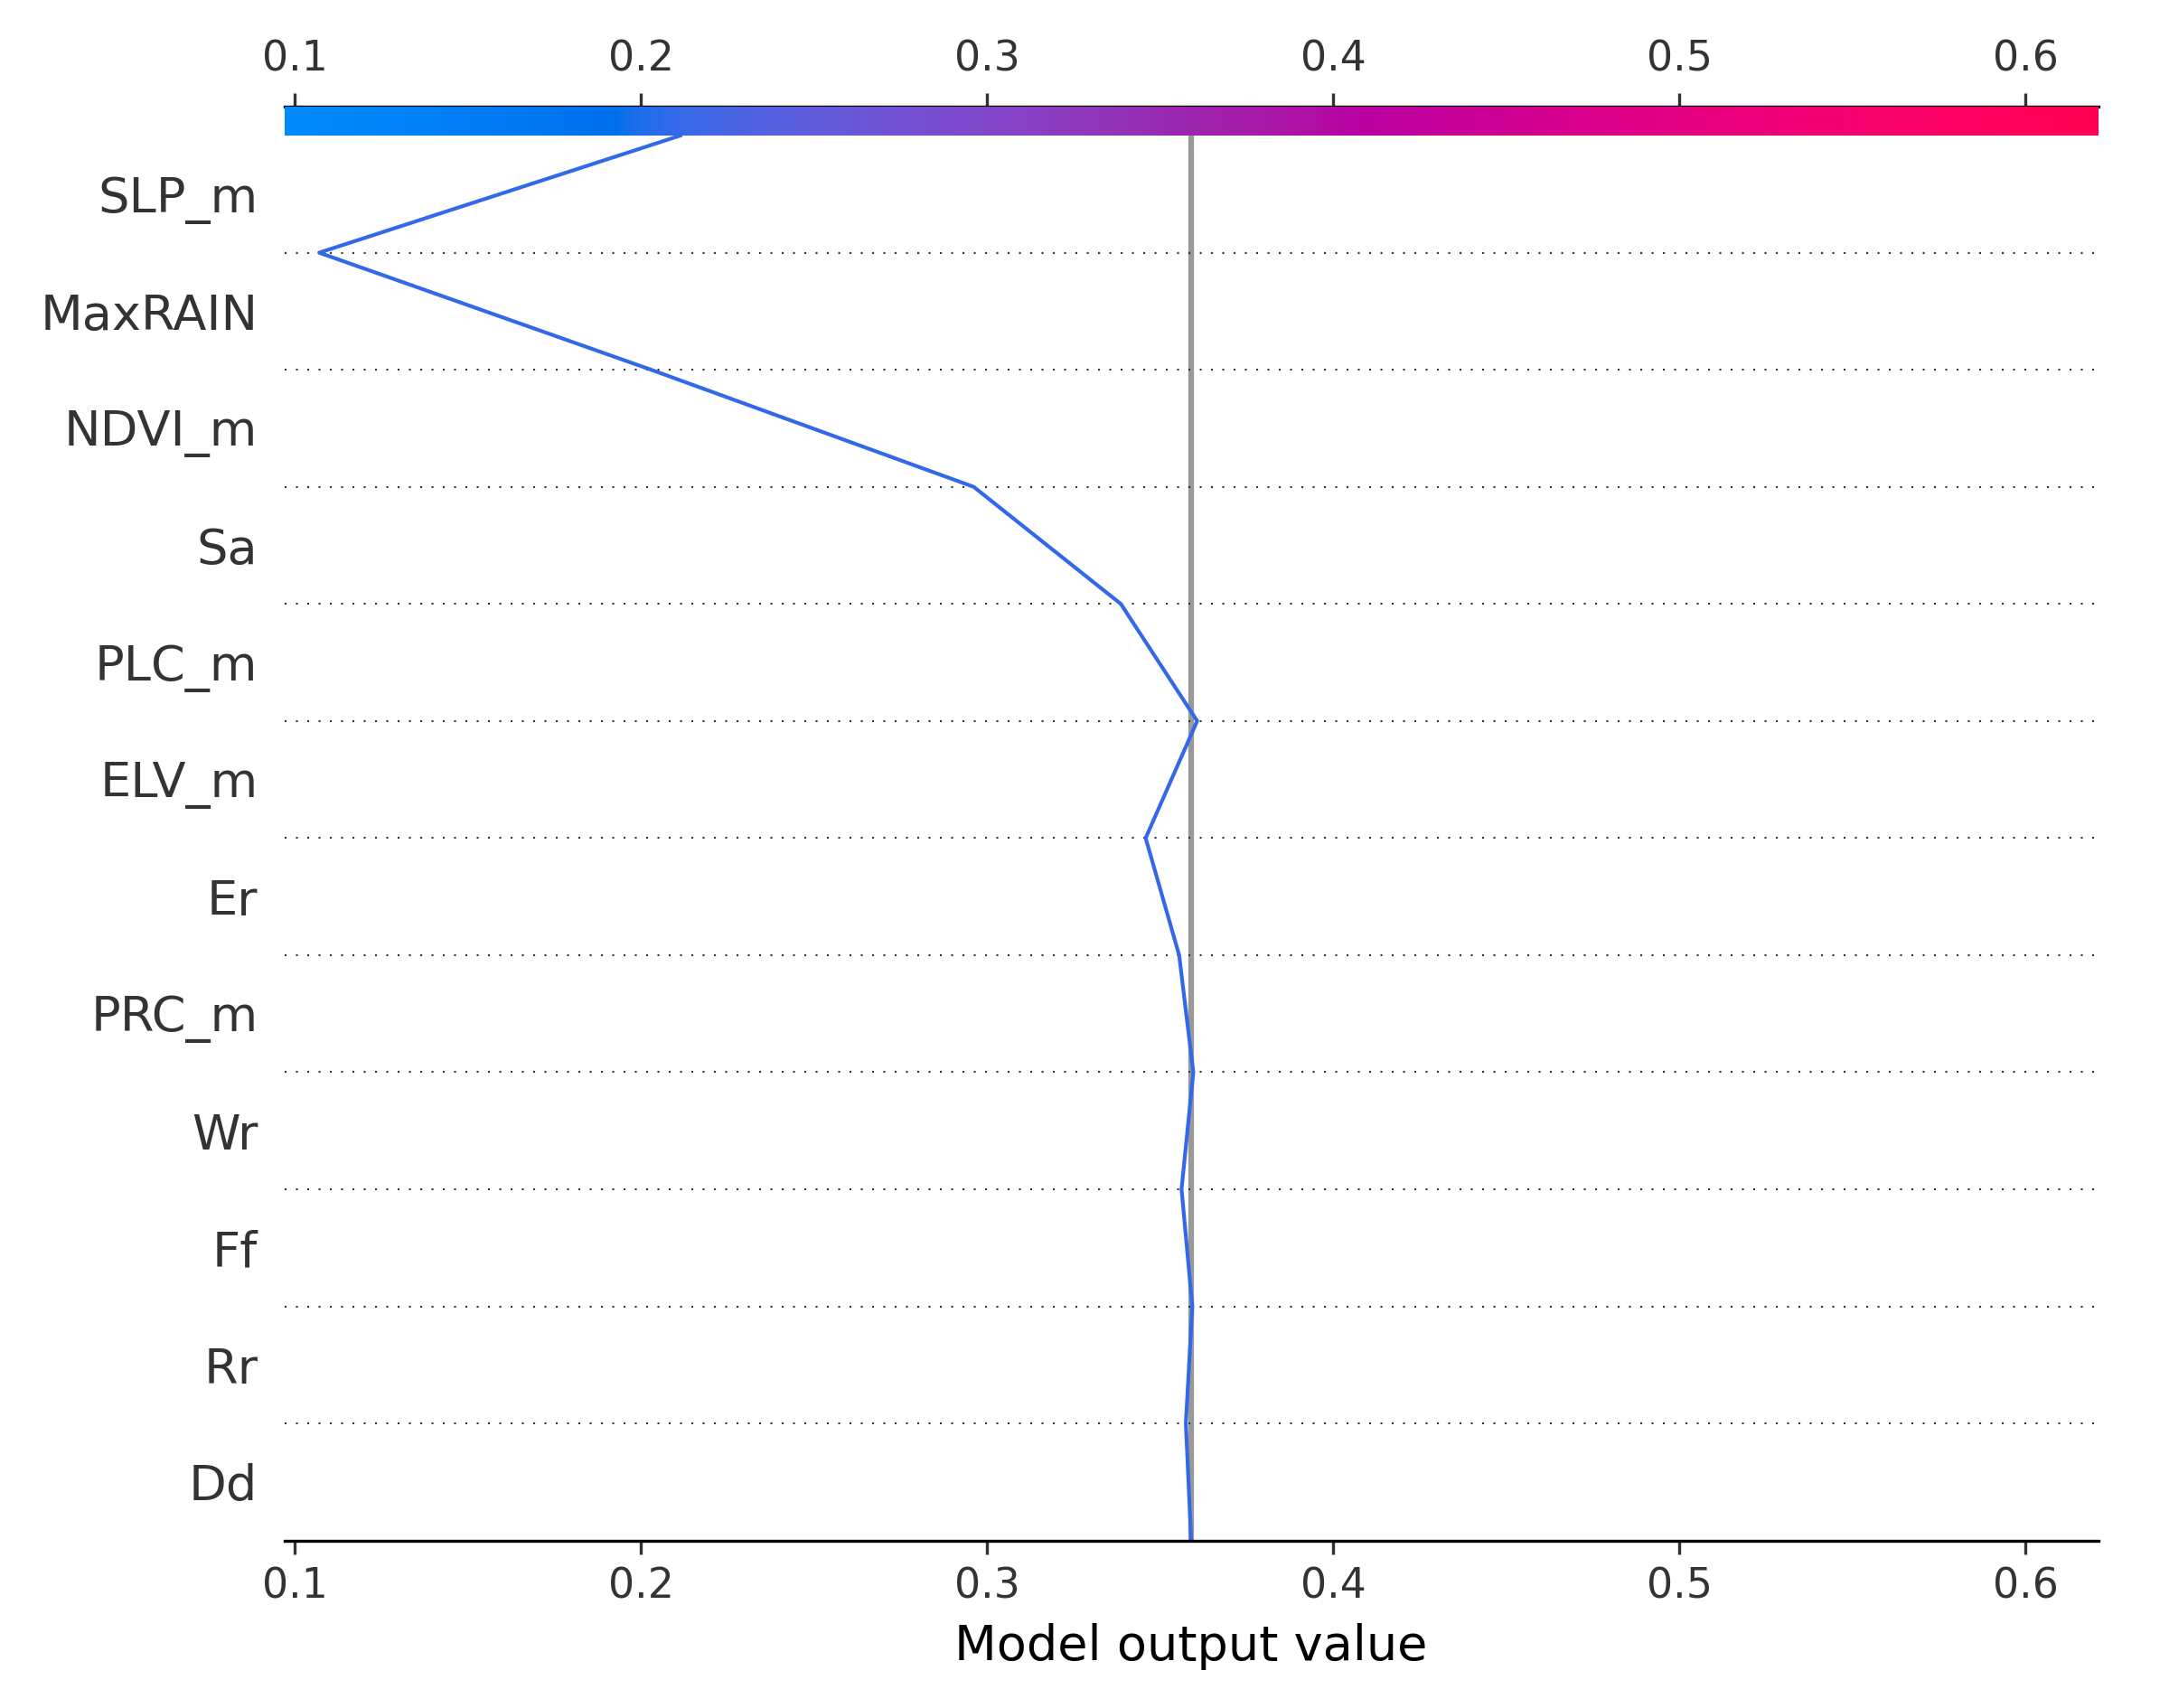 0.1 0.2 0.3 0.4 0.5 0.6
SLP_m
MaxRAIN
NDVI_m
Sa
PLC_m
ELV_m
Er
PRC_m
Wr
Ff
Rr
Dd
0.1 0.2 0.3 0.4 0.5 0.6
Model output value